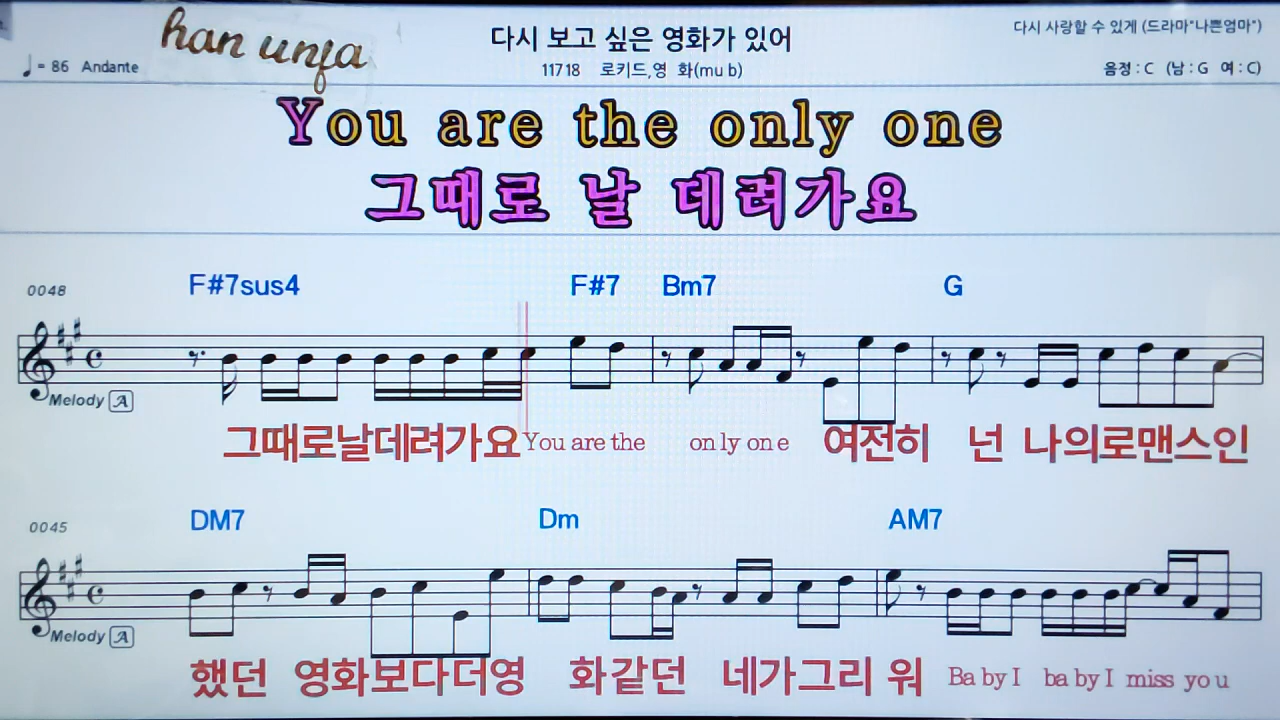 han unja
다시 보고 싶은 영화가 있어
다시 사랑할 수 있게 (드라마"나쁜엄마")
♩= 86 Andante
11718 로키드,영 화(mu b)
음정 : C (남 : G 여 : C)
You are the only one
그때로 날 데려가요
0048 F#7sus4 F#7 Bm7 G
Melody A
그때로날데려가요You are the only one 여전히 넌 나의로맨스인
0045 DM7 Dm AM7
Melody A
했던 영화보다더영 화같던 네가그리 워 Ba by I ba by I miss you